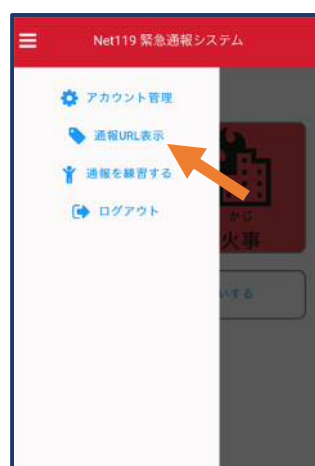 Net119 緊急通報システム
アカウント管理
通報URL表示
通報を練習する
ログアウト
かじ
火事
いする